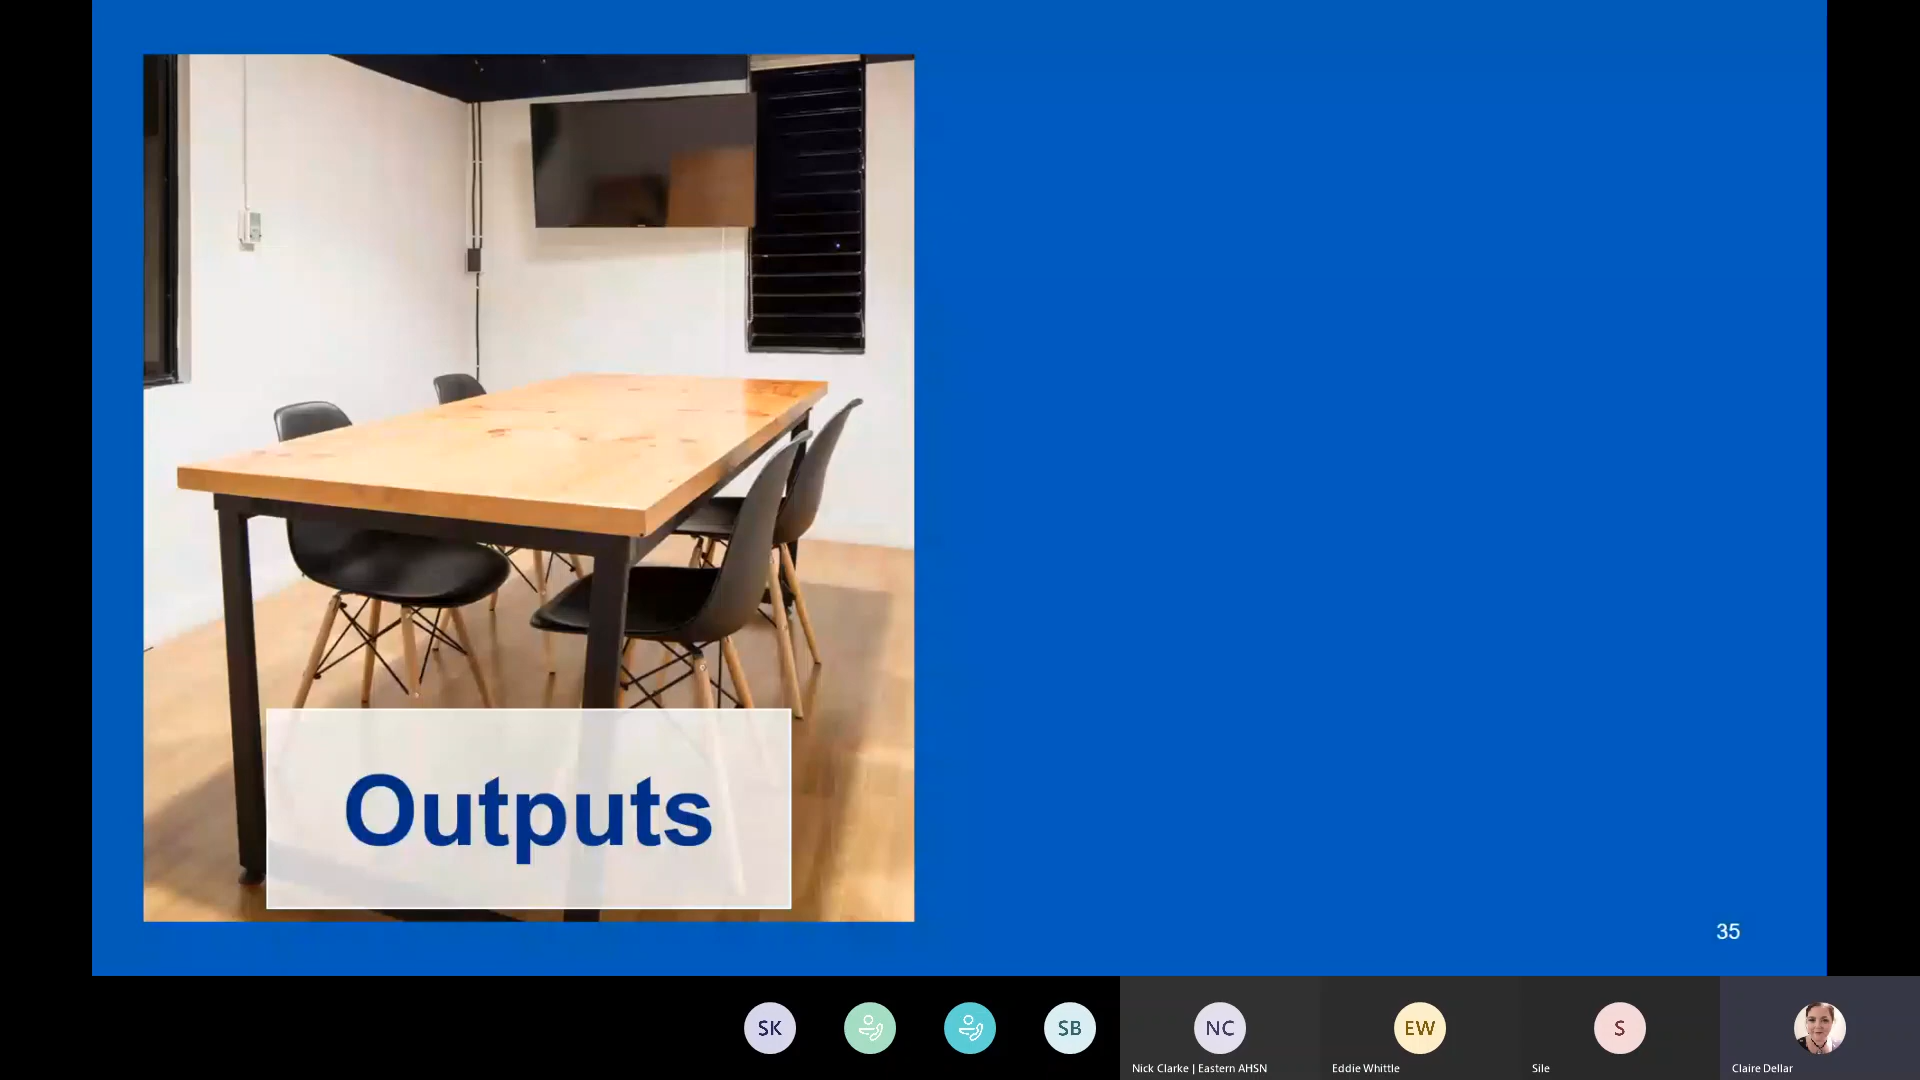 Outputs
35
SK
SB
NC
EW
S
Nick Clarke | Eastern AHSN
Eddie Whittle
Sile
Claire Dellar